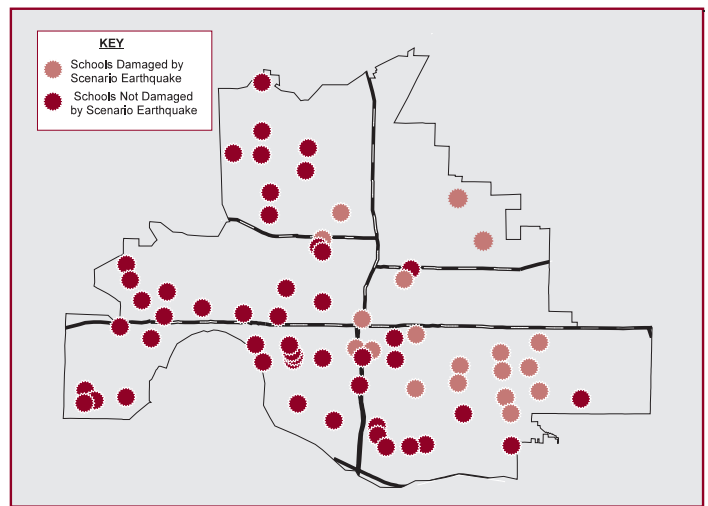 KEY
Schools Damaged by
Scenario Earthquake
Schools Not Damaged
by Scenario Earthquake